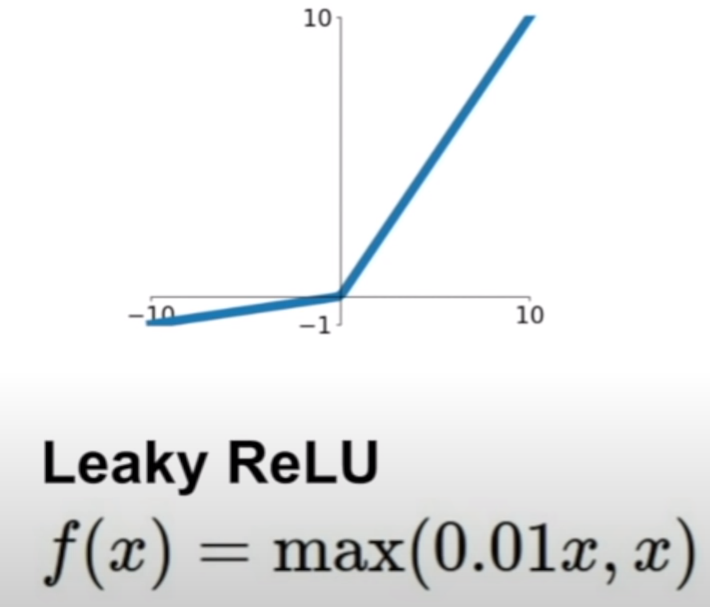 10
−10
10
−1
Leaky ReLU
f(x) = max(0.01x, x)